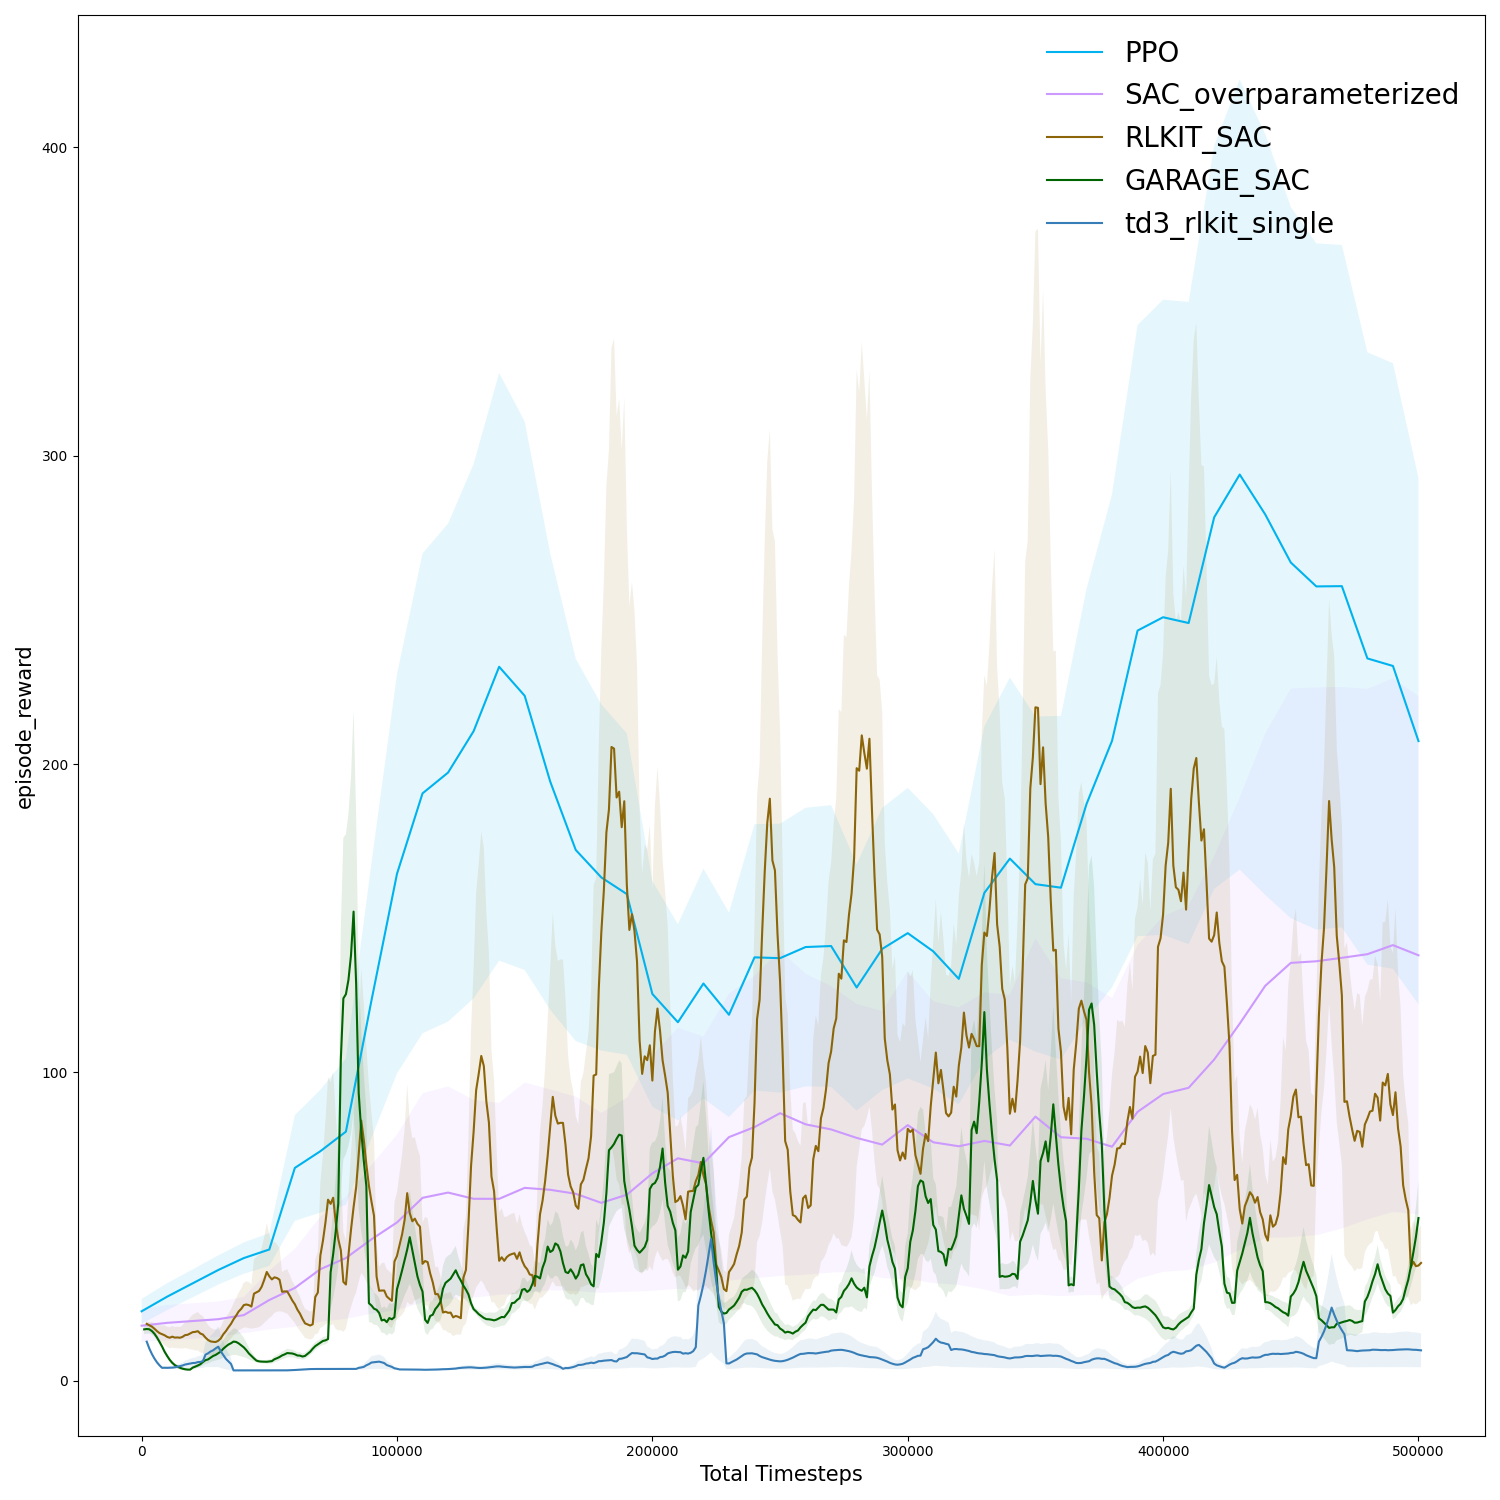 PPO
SAC_overparameterized
RLKIT_SAC
GARAGE_SAC
td3_rlkit_single
400
300
200
100
0
episode_reward
0 100000 200000 300000 400000 500000
Total Timesteps